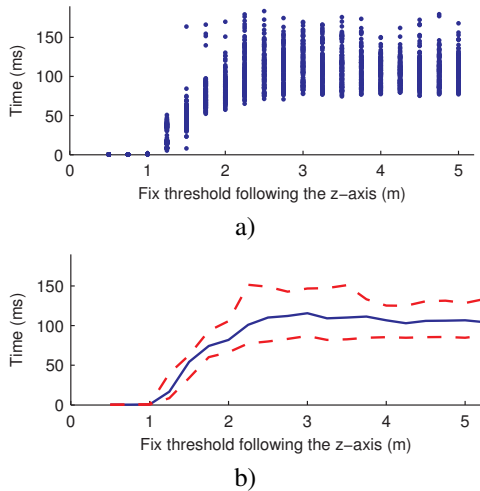 150
100
50
0
Time (ms)
0 1 2 3 4 5
Fix threshold following the z−axis (m)
a)
150
100
50
0
Time (ms)
0 1 2 3 4 5
Fix threshold following the z−axis (m)
b)